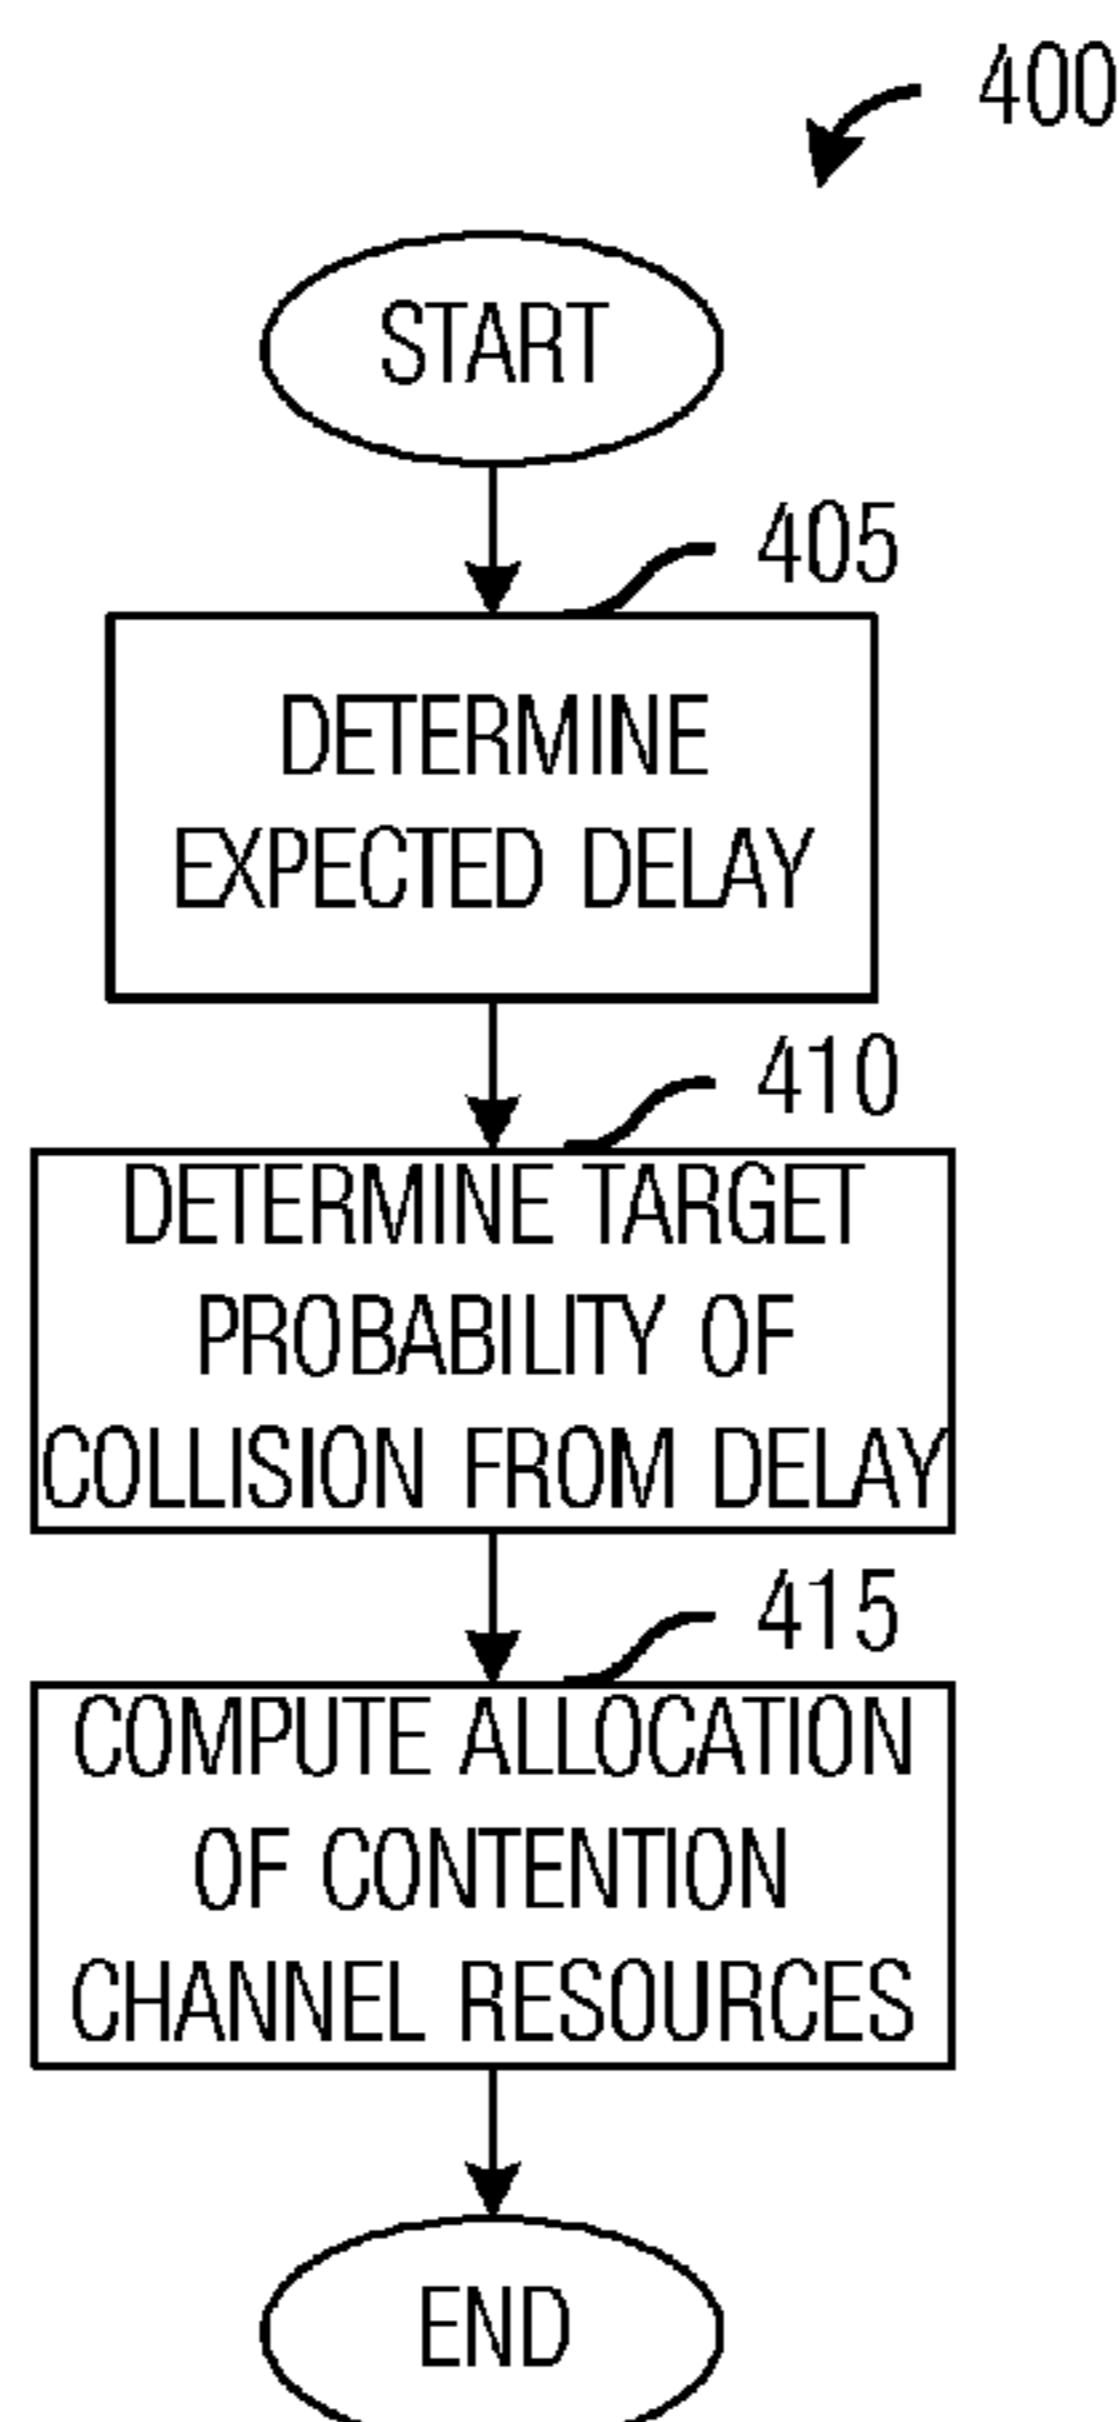 400
START
405
DETERMINE
EXPECTED DELAY
410
DETERMINE TARGET
PROBABILITY OF
COLLISION FROM DELAY
415
COMPUTE ALLOCATION
OF CONTENTION
CHANNEL RESOURCES
END